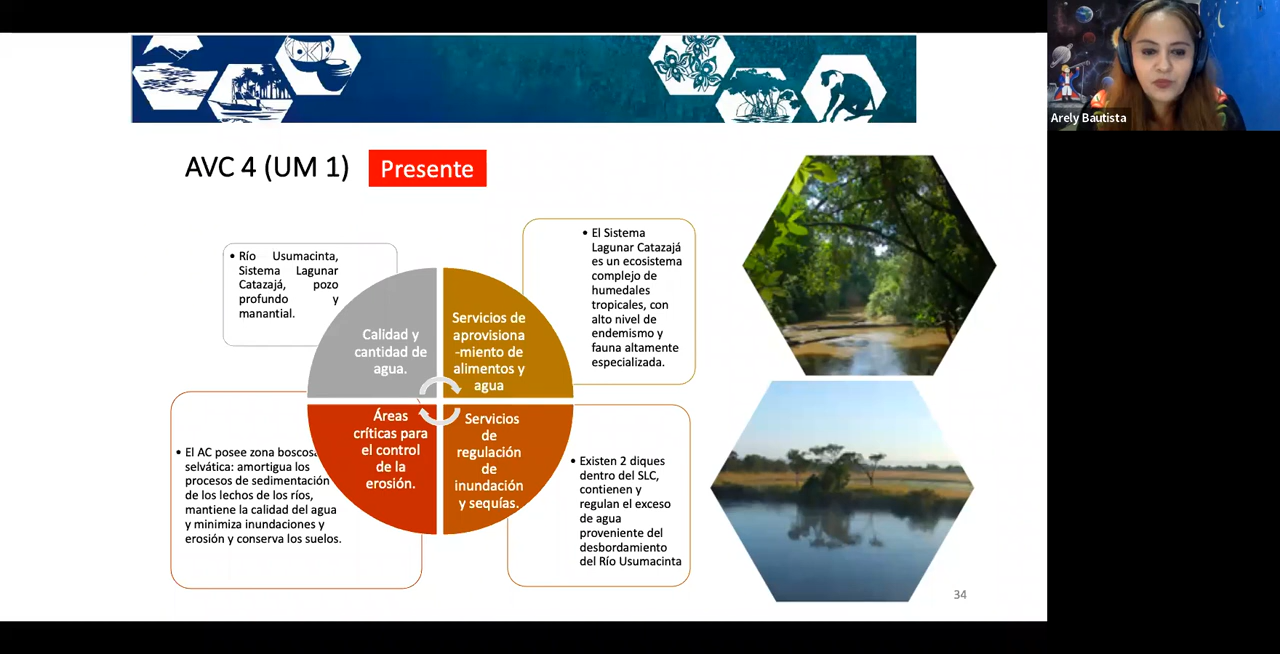 Arely Bautista
AVC 4 (UM 1)
Presente
• Río Usumacinta,
Sistema Lagunar
Catazajá, pozo
profundo y
manantial.
Calidad y
cantidad de
agua.
Servicios de
aprovisiona
-miento de
alimentos y
agua
• El Sistema
Lagunar Catazajá
es un ecosistema
complejo de
humedales
tropicales, con
alto nivel de
endemismo y
fauna altamente
especializada.
• El AC posee zona boscosa
selvática: amortigua los
procesos de sedimentación
de los lechos de los ríos,
mantiene la calidad del agua
y minimiza inundaciones y
erosión y conserva los suelos.
Áreas
críticas para
el control
de la
erosión.
Servicios
de
regulación
de
inundación
y sequías.
• Existen 2 diques
dentro del SLC,
contienen y
regulan el exceso
de agua
proveniente del
desbordamiento
del Río Usumacinta
34